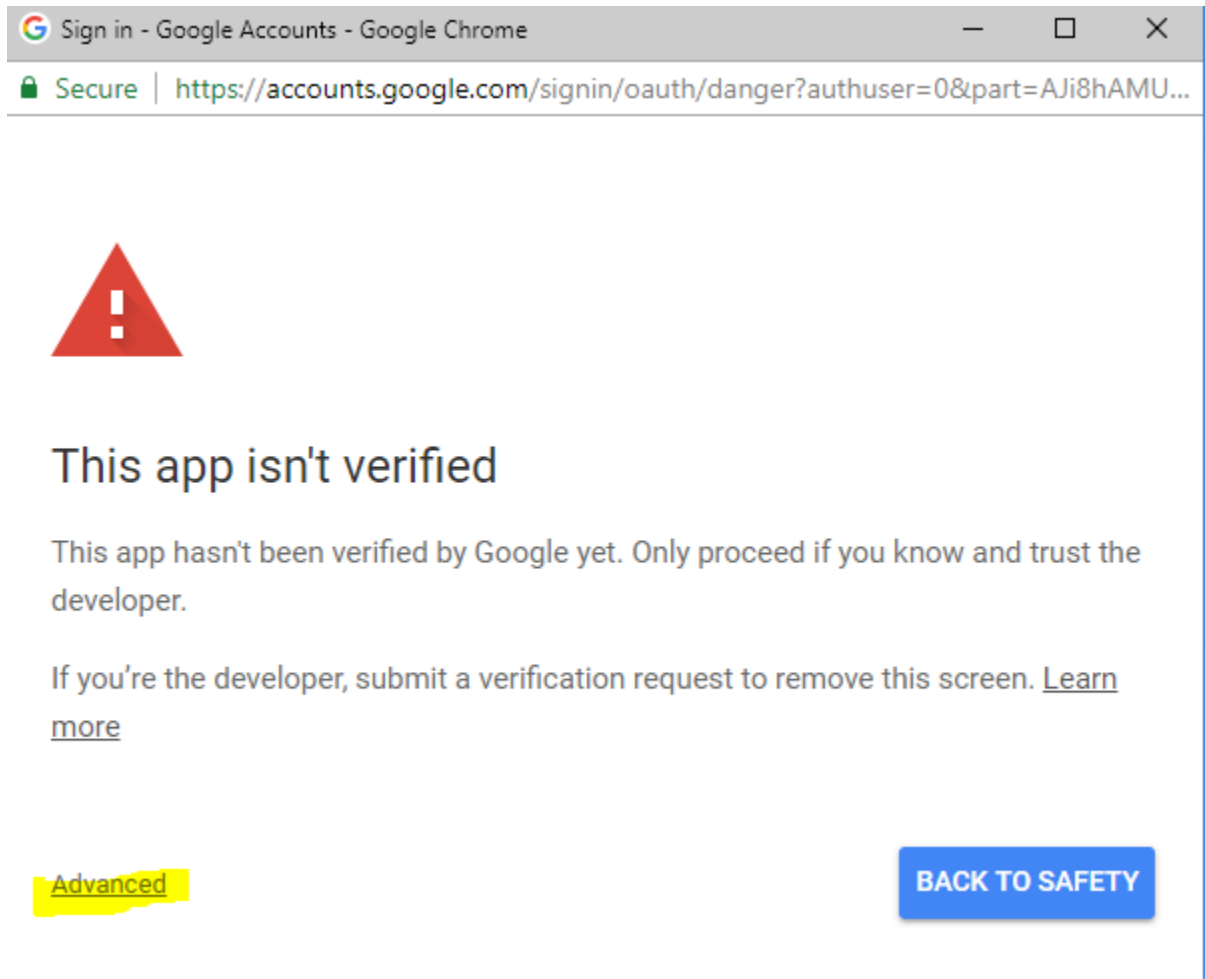 Sign in - Google Accounts - Google Chrome
Secure | https://accounts.google.com/signin/oauth/danger?authuser=0&part=AJi8hAMU...
!
This app isn't verified
This app hasn't been verified by Google yet. Only proceed if you know and trust the
developer.
If you’re the developer, submit a verification request to remove this screen. Learn
more
Advanced
BACK TO SAFETY